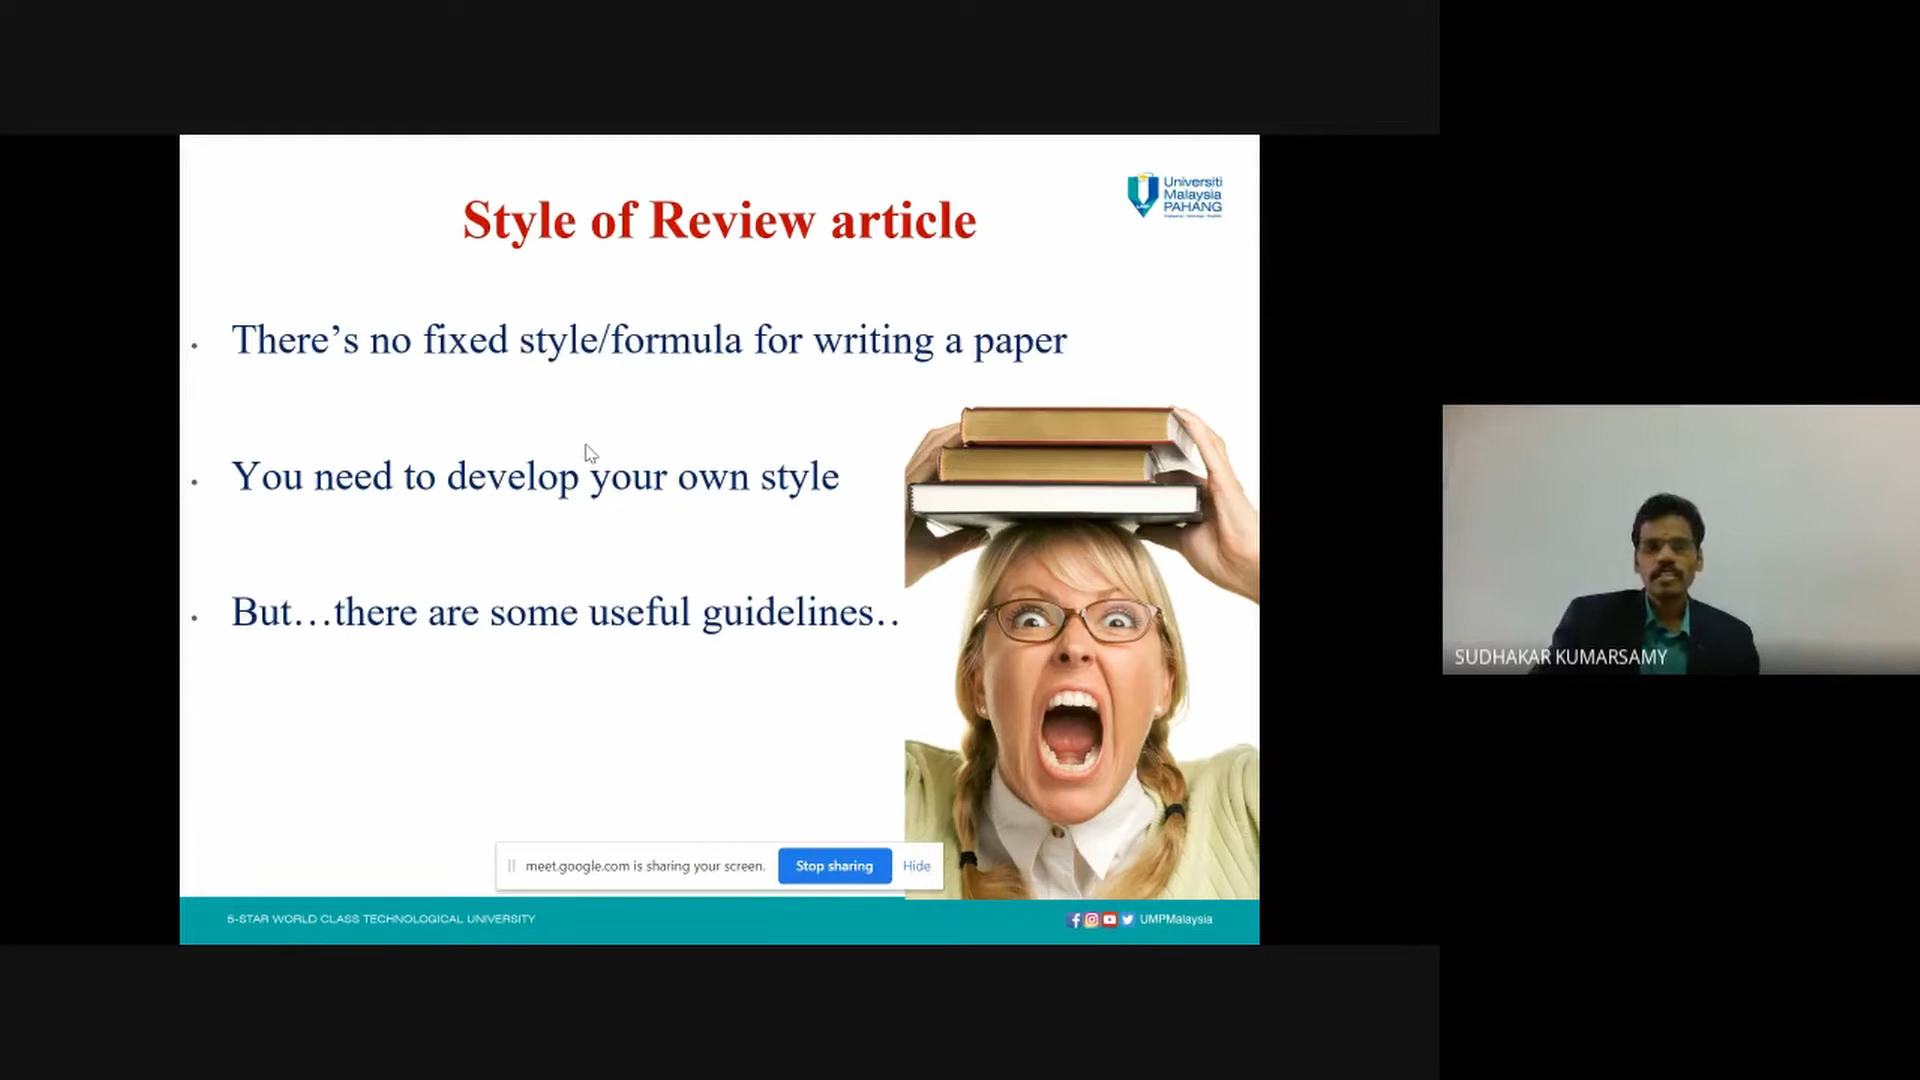 Universiti
Malaysia
PAHANG
Style of Review article
There’s no fixed style/formula for writing a paper
You need to develop your own style
But…there are some useful guidelines..
SUDHAKAR KUMARSAMY
meet.google.com is sharing your screen. Stop sharing Hide
5-STAR WORLD CLASS TECHNOLOGICAL UNIVERSITY
UMPMalaysia